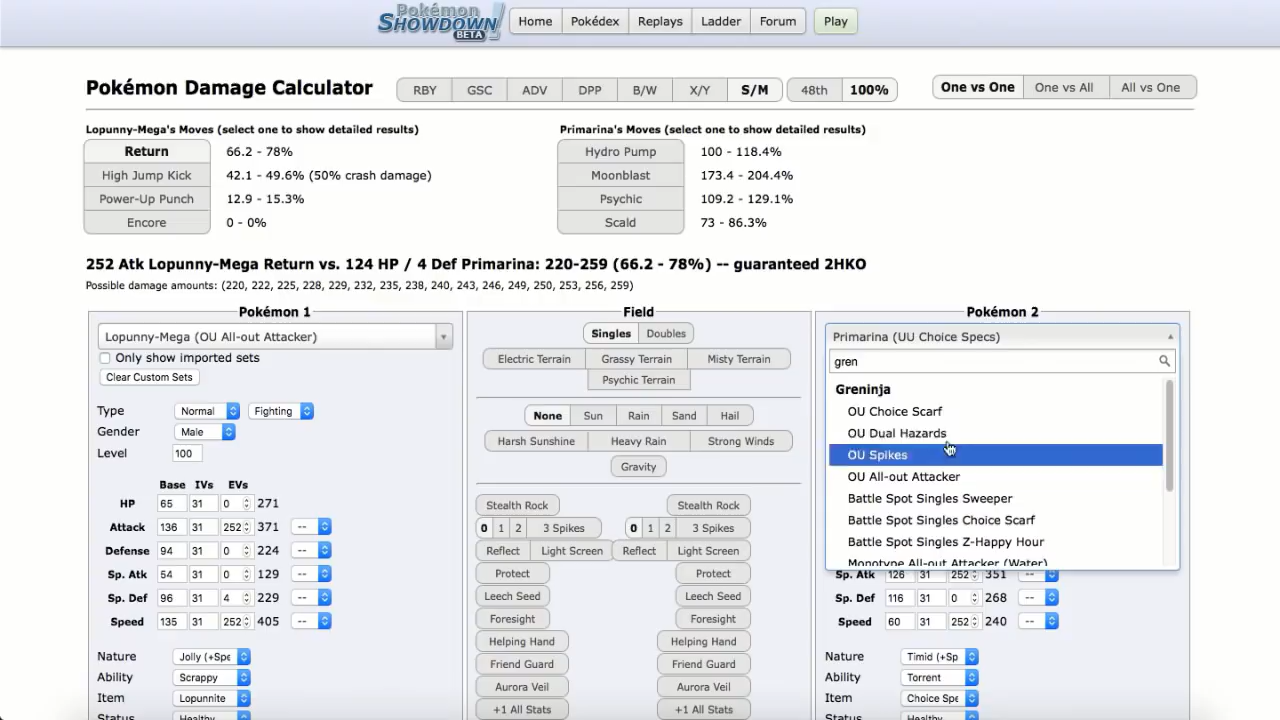 Pokémon
SHOWDOWN
BETA
Home Pokédex Replays Ladder Forum Play
Pokémon Damage Calculator RBY GSC ADV DPP B/W X/Y S/M 48th 100% One vs One One vs All All vs One
Lopunny-Mega's Moves (select one to show detailed results) Primarina's Moves (select one to show detailed results)
Return 66.2 - 78% Hydro Pump 100 - 118.4%
High Jump Kick 42.1 - 49.6% (50% crash damage) Moonblast 173.4 - 204.4%
Power-Up Punch 12.9 - 15.3% Psychic 109.2 - 129.1%
Encore 0 - 0% Scald 73 - 86.3%
252 Atk Lopunny-Mega Return vs. 124 HP / 4 Def Primarina: 220-259 (66.2 - 78%) -- guaranteed 2HKO
Possible damage amounts: (220, 222, 225, 228, 229, 232, 235, 238, 240, 243, 246, 249, 250, 253, 256, 259)
Pokémon 1
Lopunny-Mega (OU All-out Attacker)
Only show imported sets
Clear Custom Sets
Type Normal Fighting
Gender Male
Level 100
Base IVs EVs
HP 65 31 0 271
Attack 136 31 252 371 --
Defense 94 31 0 224 --
Sp. Atk 54 31 0 129 --
Sp. Def 96 31 4 229 --
Speed 135 31 252 405 --
Nature Jolly (+Spe
Ability Scrappy
Item Lopunnite
Status Healthy
Field
Singles Doubles
Electric Terrain Grassy Terrain Misty Terrain
Psychic Terrain
None Sun Rain Sand Hail
Harsh Sunshine Heavy Rain Strong Winds
Gravity
Stealth Rock Stealth Rock
0 1 2 3 Spikes 0 1 2 3 Spikes
Reflect Light Screen Reflect Light Screen
Protect Protect
Leech Seed Leech Seed
Foresight Foresight
Helping Hand Helping Hand
Friend Guard Friend Guard
Aurora Veil Aurora Veil
+1 All Stats +1 All Stats
Pokémon 2
Primarina (UU Choice Specs)
gren
Greninja
OU Choice Scarf
OU Dual Hazards
OU Spikes
OU All-out Attacker
Battle Spot Singles Sweeper
Battle Spot Singles Choice Scarf
Battle Spot Singles Z-Happy Hour
Monotype All-out Attacker (Water)
Sp. Atk 126 31 252 351 --
Sp. Def 116 31 0 268 --
Speed 60 31 252 240 --
Nature Timid (+Sp
Ability Torrent
Item Choice Spe
Status Healthy